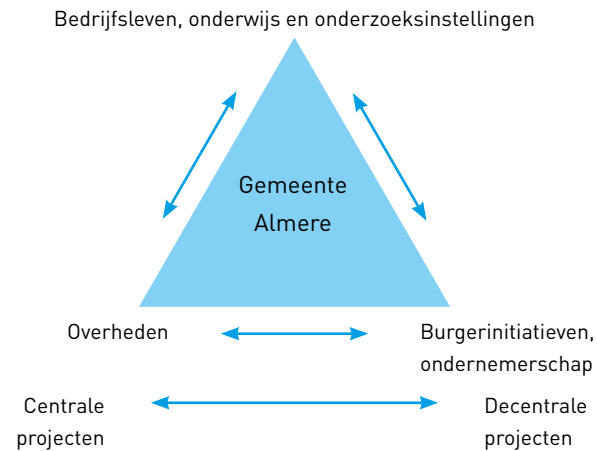 Bedrijfsleven, onderwijs en onderzoeksinstellingen
Gemeente
Almere
Overheden
Burgerinitiatieven,
ondernemerschap
Centrale
projecten
Decentrale
projecten